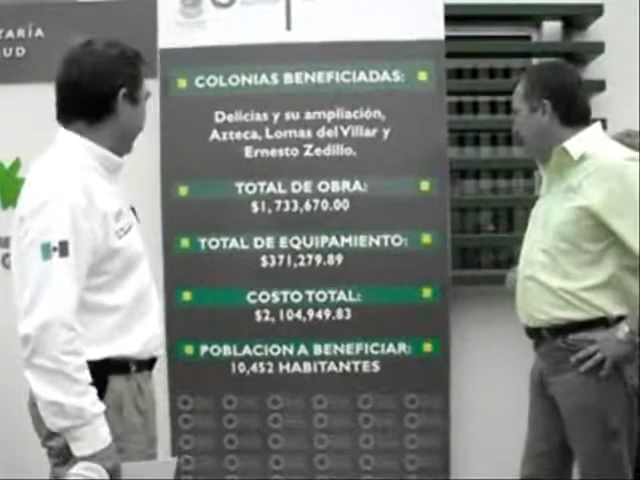 TARÍA
UD
COLONIAS BENEFICIADAS:
Delicias y su ampliación,
Azteca, Lomas del Villar y
Ernesto Zedillo.
TOTAL DE OBRA:
$1,733,670.00
TOTAL DE EQUIPAMIENTO:
$371,279.89
COSTO TOTAL:
$2,104,949.83
POBLACION A BENEFICIAR:
10,452 HABITANTES